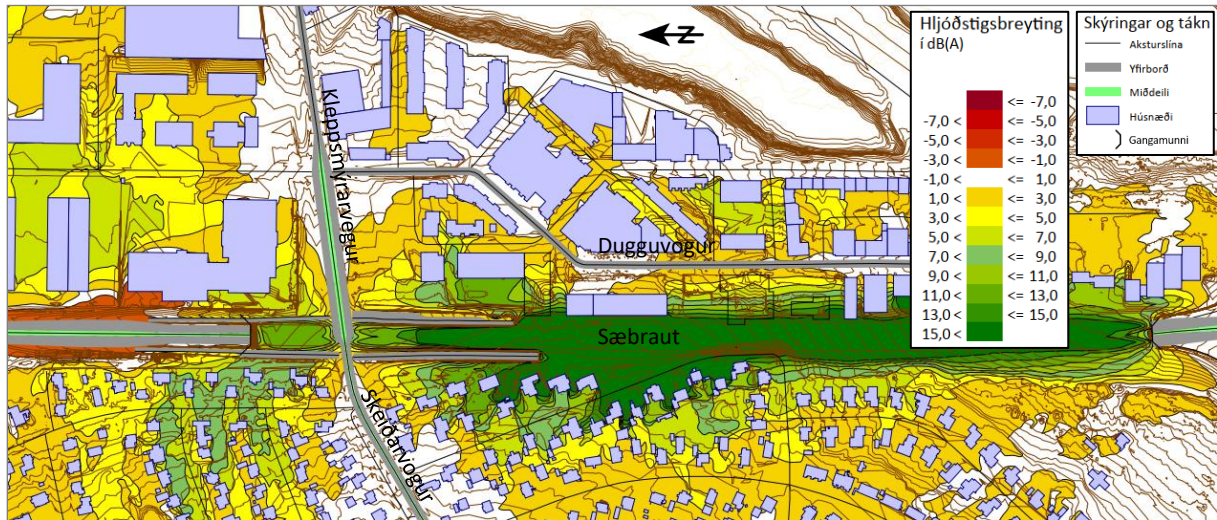 Hljóðstigsbreyting
í dB(A)
<= -7,0
-7,0 < <= -5,0
-5,0 < <= -3,0
-3,0 < <= -1,0
-1,0 < <= 1,0
1,0 < <= 3,0
3,0 < <= 5,0
5,0 < <= 7,0
7,0 < <= 9,0
9,0 < <= 11,0
11,0 < <= 13,0
13,0 < <= 15,0
15,0 <
Skýringar og tákn
Aksturslína
Yfirborð
Miðdeili
Húsnæði
Gangamunni
N
Kleppsmýrarvegur
Dugguvogur
Sæbraut
Skeiðarvogur